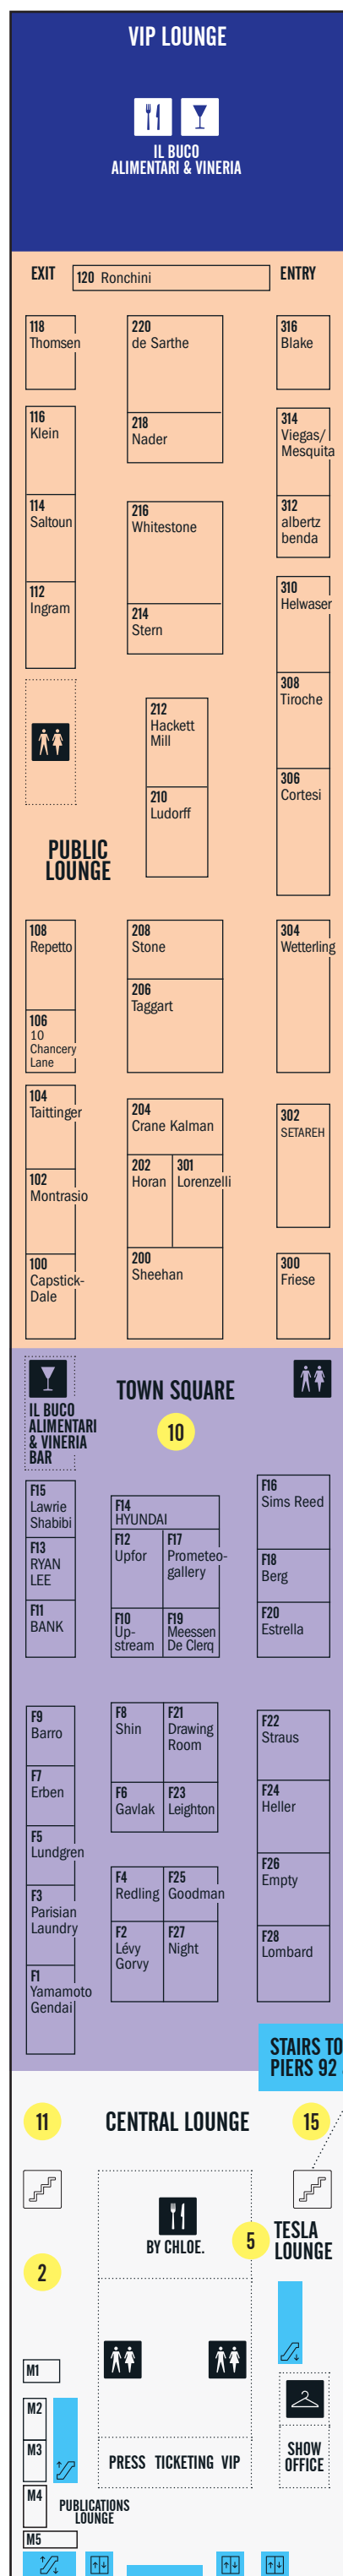 VIP LOUNGE
IL BUCO
ALIMENTARI & VINERIA
EXIT
120 Ronchini
ENTRY
118
Thomsen
220
de Sarthe
316
Blake
116
Klein
218
Nader
314
Viegas/
Mesquita
114
Saltoun
216
Whitestone
312
albertz
benda
112
Ingram
214
Stern
310
Helwaser
212
Hackett
Mill
308
Tiroche
210
Ludorff
306
Cortesi
PUBLIC
LOUNGE
108
Repetto
208
Stone
304
Wetterling
106
10
Chancery
Lane
206
Taggart
104
Taittinger
204
Crane Kalman
302
SETAREH
102
Montrasio
202
Horan
301
Lorenzelli
100
Capstick-
Dale
200
Sheehan
300
Friese
TOWN SQUARE
10
IL BUCO
ALIMENTARI
& VINERIA
BAR
F15
Lawrie
Shabibi
F14
HYUNDAI
F16
Sims Reed
F13
RYAN
LEE
F12
Upfor
F17
Prometeo-
gallery
F18
Berg
F11
BANK
F10
Up-
stream
F19
Meessen
De Clerq
F20
Estrella
F9
Barro
F8
Shin
F21
Drawing
Room
F22
Straus
F7
Erben
F6
Gavlak
F23
Leighton
F24
Heller
F5
Lundgren
F4
Redling
F25
Goodman
F26
Empty
F3
Parisian
Laundry
F2
Lévy
Gorvy
F27
Night
F28
Lombard
F1
Yamamoto
Gendai
STAIRS TO
PIERS 92
11
CENTRAL LOUNGE
15
BY CHLOE.
5
TESLA
LOUNGE
2
M1
M2
M3
M4
M5
PUBLICATIONS
LOUNGE
PRESS TICKETING VIP
SHOW
OFFICE